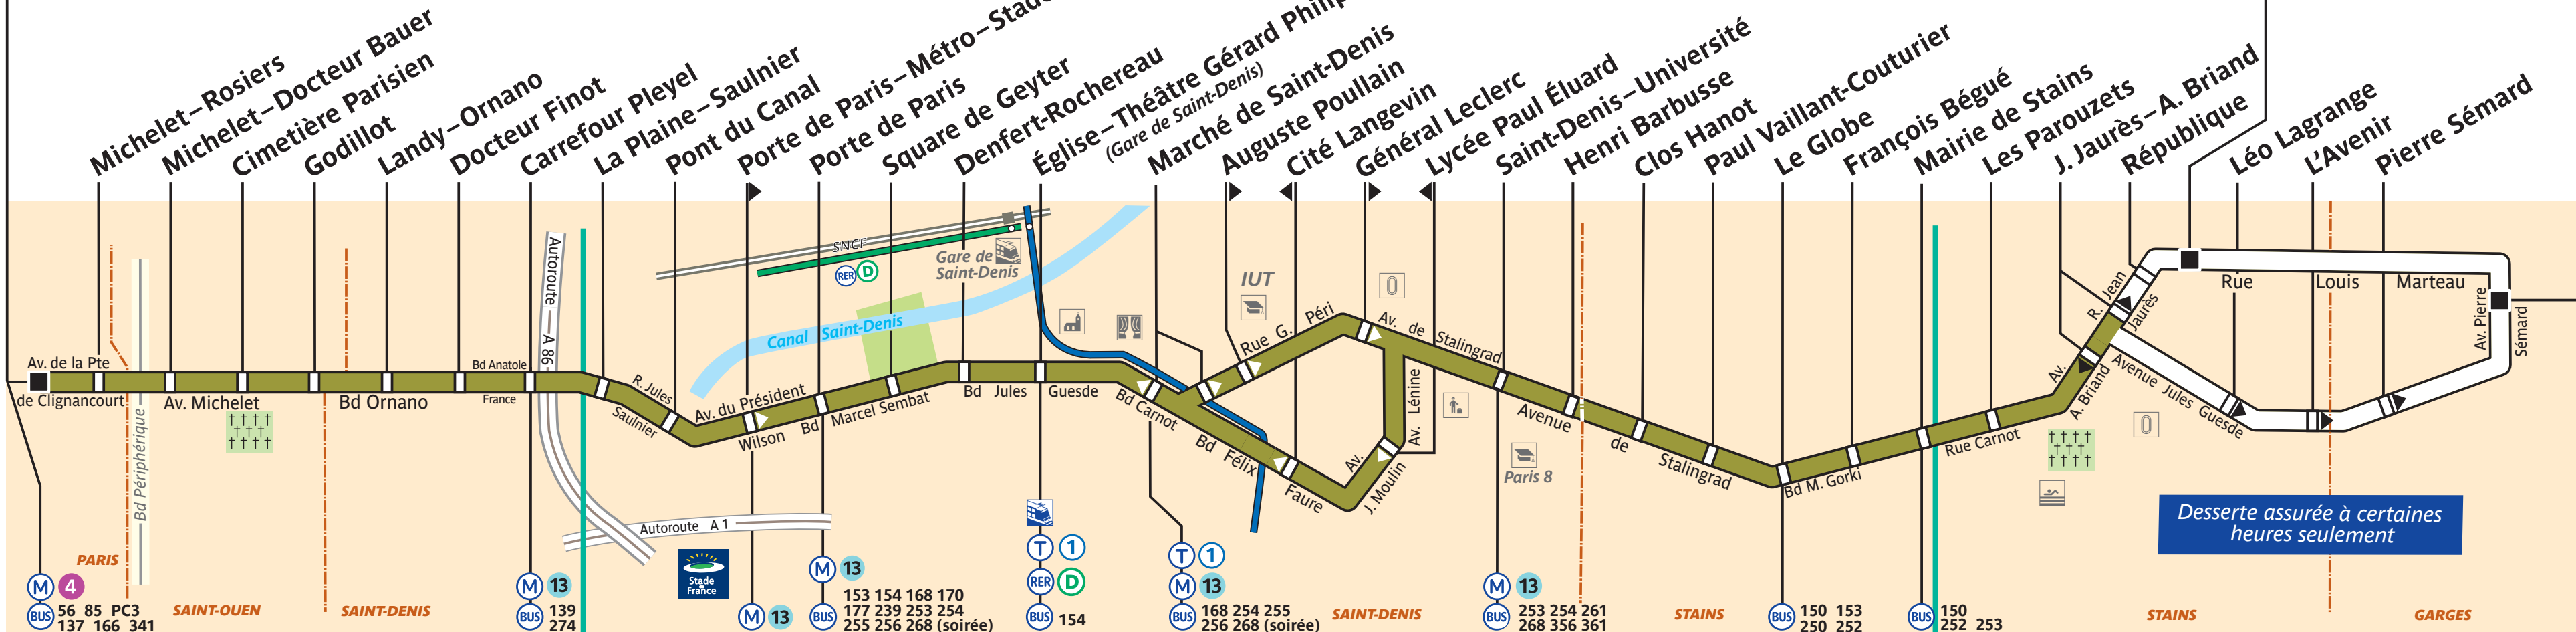 Michelet–Rosiers
Michelet–Docteur Bauer
Cimetière Parisien
Godillot
Landy–Ornano
Docteur Finot
Carrefour Pleyel
La Plaine–Saulnier
Pont du Canal
Porte de Paris–Métro–Stade
Porte de Paris
Square de Geyter
Denfert-Rochereau
Église–Théâtre Gérard
(Gare de Saint-Denis)
Marché de Saint-Denis
Auguste Poullain
Cité Langevin
Général Leclerc
Lycée Paul Éluard
Saint-Denis–Université
Henri Barbusse
Clos Hanot
Paul Vaillant-Couturier
Le Globe
François Bégué
Mairie de Stains
Les Parouzets
J. Jaurès–A. Briand
République
Léo Lagrange
L'Avenir
Pierre Sémard
Av. de la Pte
de Clignancourt
Bd Périphérique
Av. Michelet
Bd Ornano
Bd Anatole
France
Autoroute
A 86
R. Jules
Saulnier
Av. du Président
Wilson
Autoroute A 1
SNCF
RER D
Gare de
Saint-Denis
Canal Saint-Denis
Bd Marcel Sembat
Bd Jules Guesde
Bd Carnot
IUT
Rue G. Péri
Bd Félix Faure
Av. J. Moulin
Av. Lénine
Av. de Stalingrad
Paris 8
Avenue de Stalingrad
Bd M. Gorki
Rue Carnot
Av. A. Briand
R. Jean Jaurès
Avenue Jules Guesde
Rue Louis Marteau
Av. Pierre Sémard
Desserte assurée à certaines
heures seulement
PARIS
SAINT-OUEN
SAINT-DENIS
SAINT-DENIS
STAINS
STAINS
GARGES
M 4
BUS 56 85 PC3
137 166 341
M 13
BUS 139
274
Stade
de
France
M 13
M 13
BUS 153 154 168 170
177 239 253 254
255 256 268 (soirée)
T 1
RER D
BUS 154
T 1
M 13
BUS 168 254 255
256 268 (soirée)
M 13
BUS 253 254 261
268 356 361
BUS 150 153
250 252
BUS 150
252 253